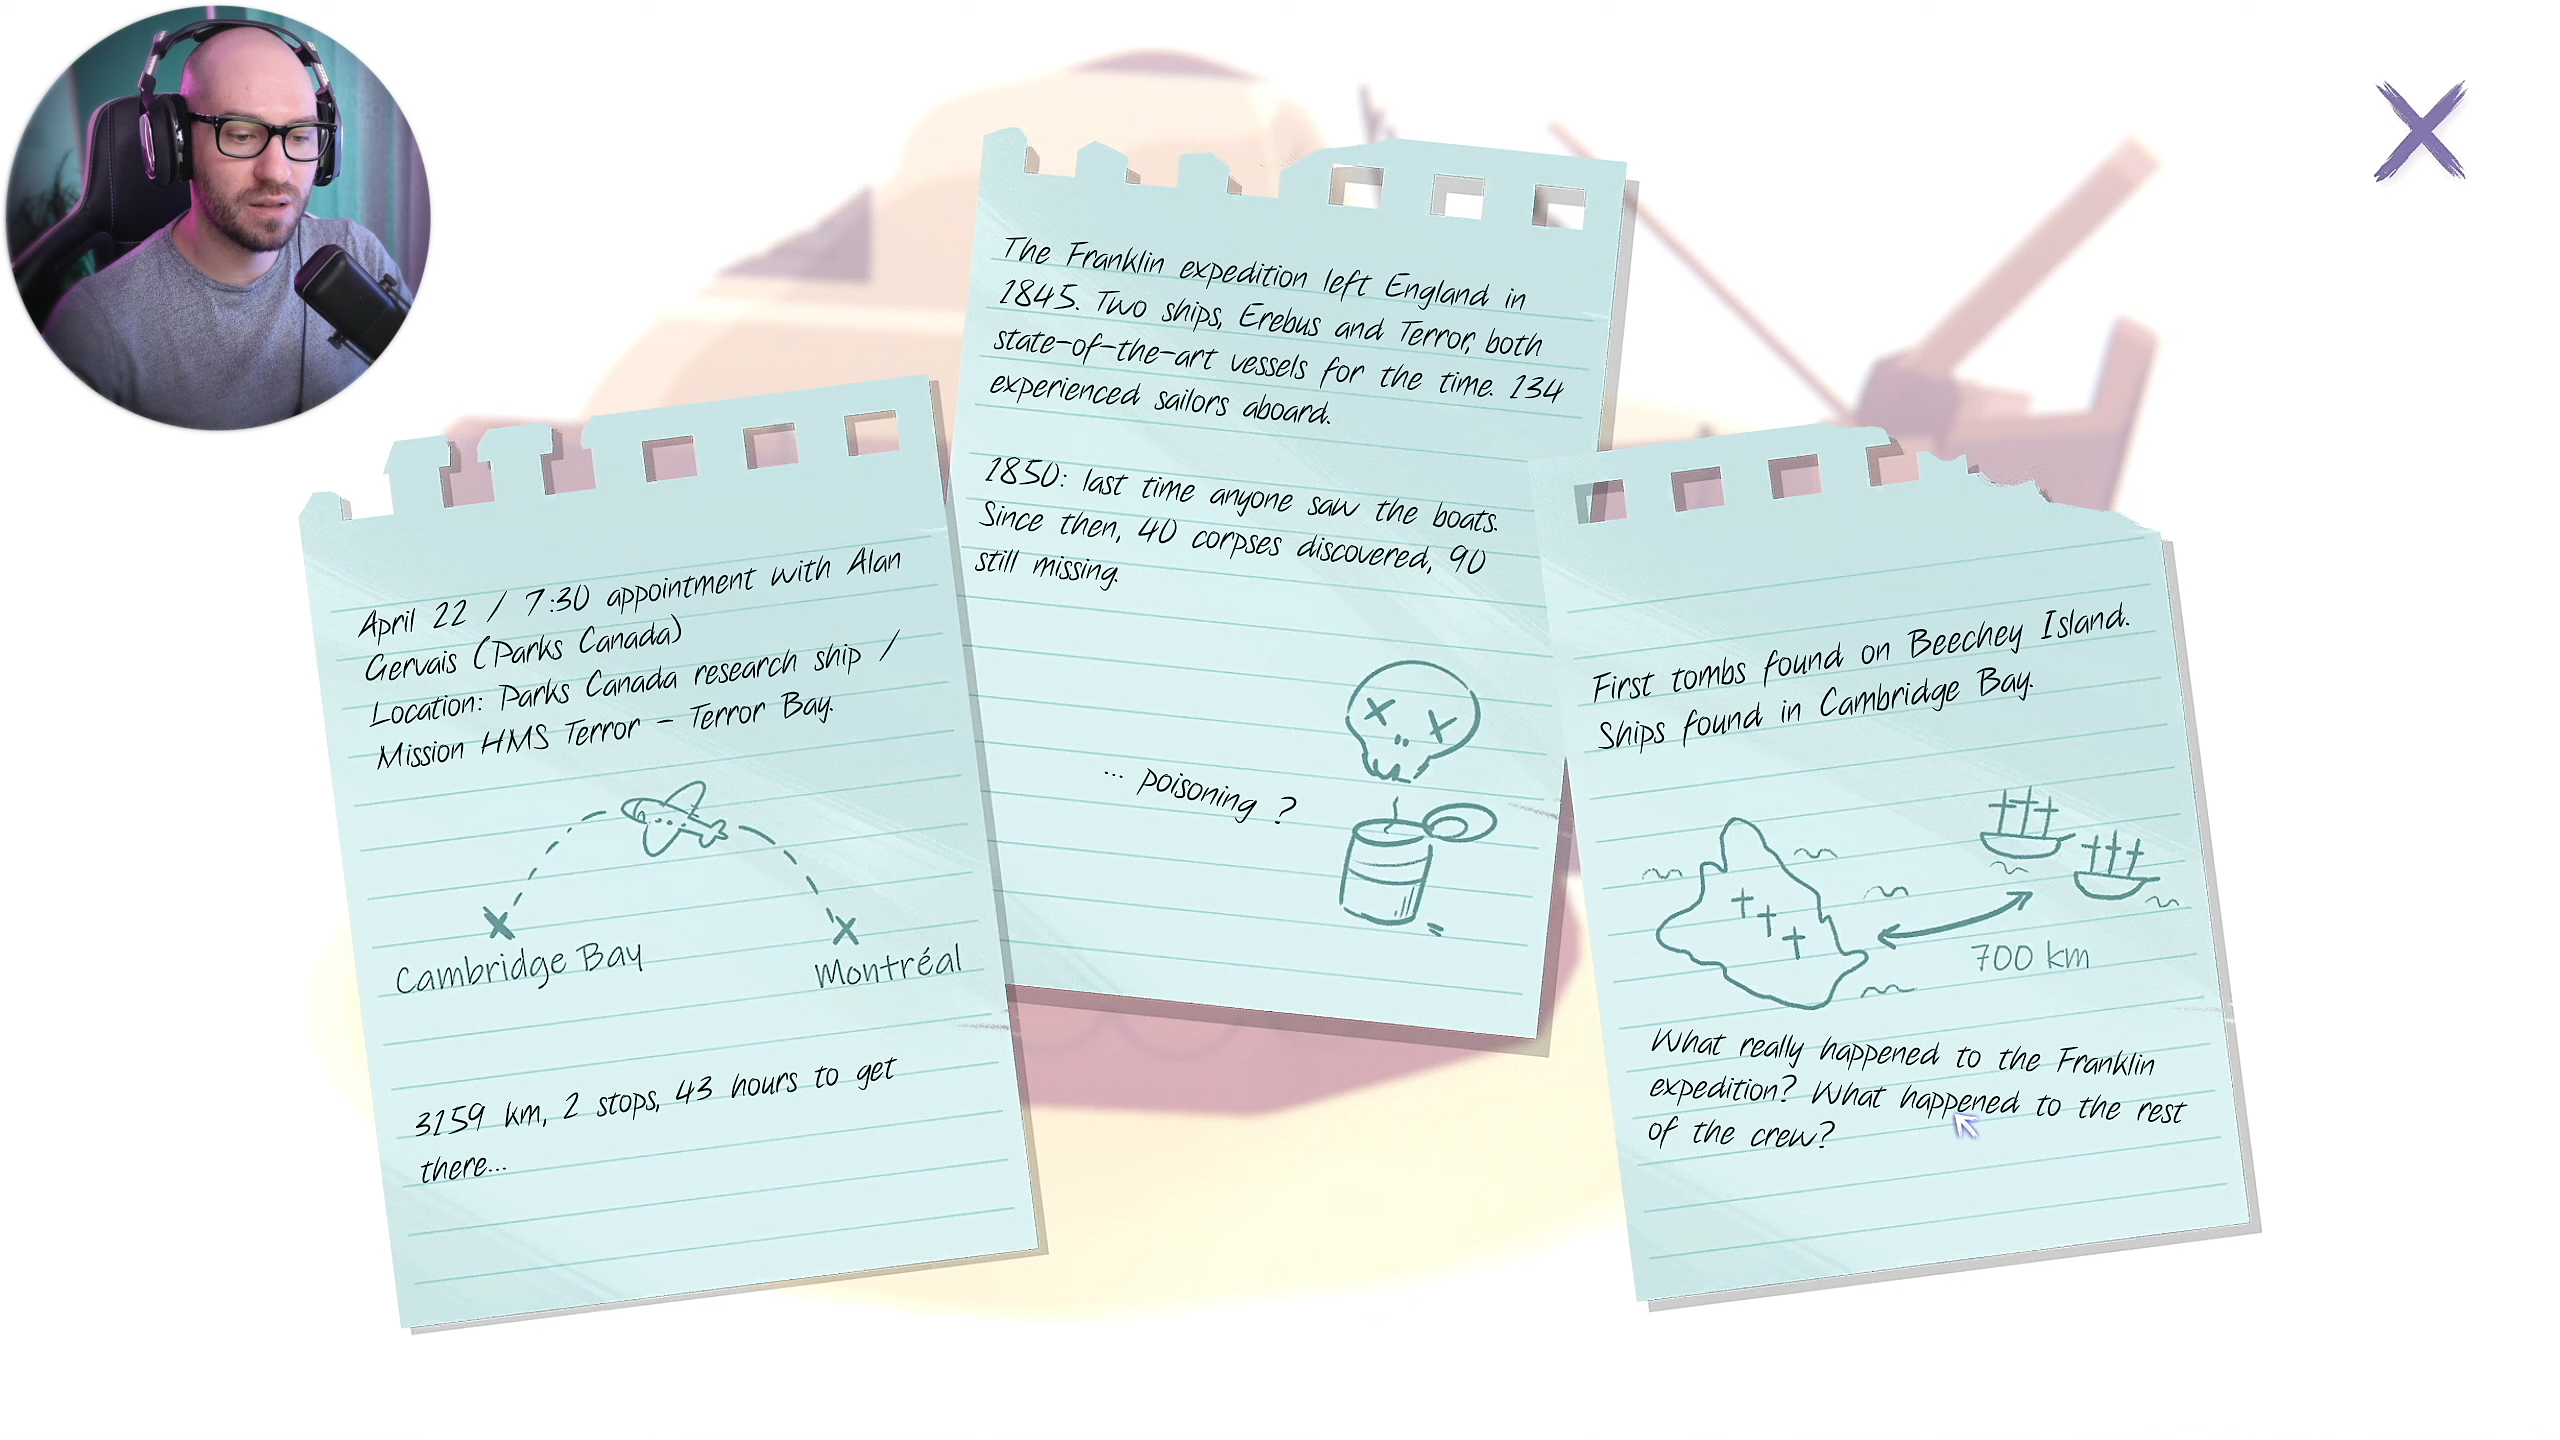 April 22 / 7:30 appointment with Alan
Gervais (Parks Canada)
Location: Parks Canada research ship /
Mission HMS Terror - Terror Bay.
Cambridge Bay
Montréal
3159 km, 2 stops, 43 hours to get
there...
The Franklin expedition left England in
1845. Two ships, Erebus and Terror, both
state-of-the-art vessels for the time. 134
experienced sailors aboard.
1850: last time anyone saw the boats.
Since then, 40 corpses discovered, 90
still missing.
... poisoning ?
First tombs found on Beechey Island.
Ships found in Cambridge Bay.
700 km
What really happened to the Franklin
expedition? What happened to the rest
of the crew?